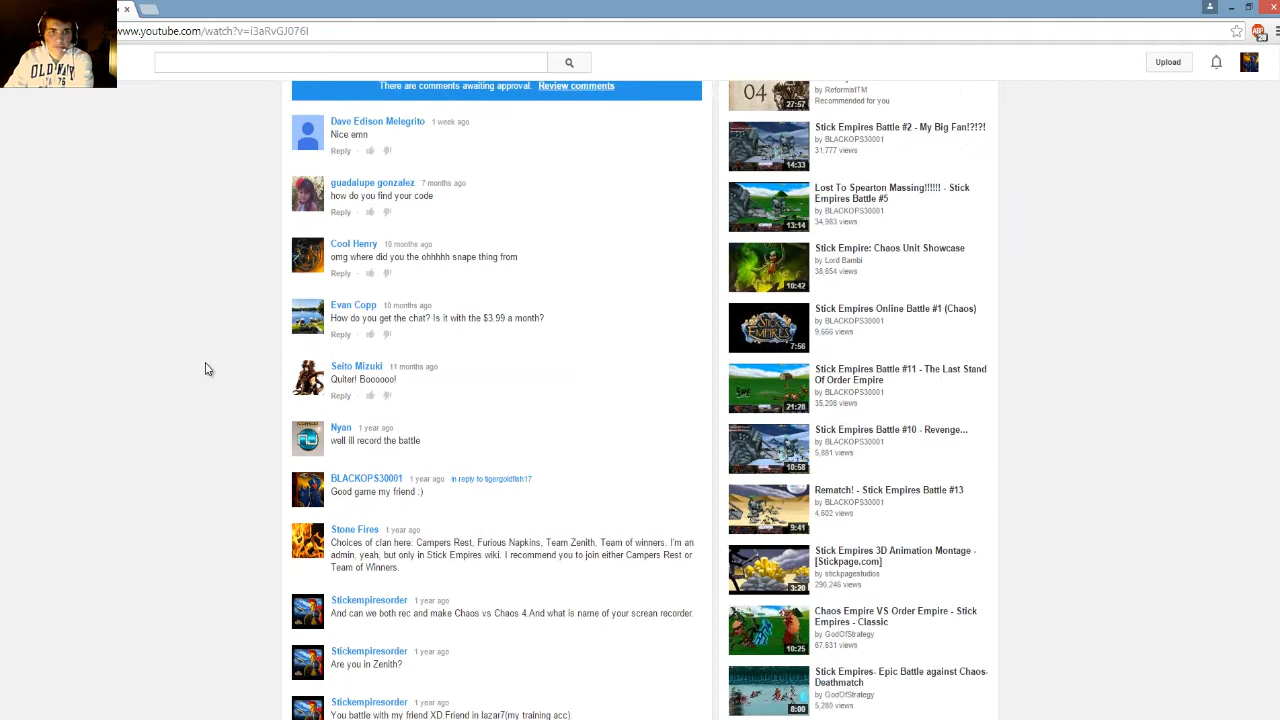 www.youtube.com/watch?v=i3aRvGJ076I
28
Upload
OLD NAVY
There are comments awaiting approval. Review comments
Dave Edison Melegrito 1 week ago
Nice emn
Reply ·
guadalupe gonzalez 7 months ago
how do you find your code
Reply ·
Cool Henry 10 months ago
omg where did you the ohhhhh snape thing from
Reply ·
Evan Copp 10 months ago
How do you get the chat? Is it with the $3.99 a month?
Reply ·
Seito Mizuki 11 months ago
Quiter! Boooooo!
Reply ·
Nyan 1 year ago
well ill record the battle
BLACKOPS30001 1 year ago in reply to tigergoldfish17
Good game my friend :)
Stone Fires 1 year ago
Choices of clan here. Campers Rest, Furious Napkins, Team Zenith, Team of winners. I'm an
admin, yeah, but only in Stick Empires wiki. I recommend you to join either Campers Rest or
Team of Winners.
Stickempiresorder 1 year ago
And can we both rec and make Chaos vs Chaos 4.And what is name of your screan recorder.
Stickempiresorder 1 year ago
Are you in Zenith?
Stickempiresorder 1 year ago
You battle with my friend XD.Friend in lazar7(my training acc).
04
27:57
by ReformistTM
Recommended for you
14:33
Stick Empires Battle #2 - My Big Fan!?!?!
by BLACKOPS30001
31,777 views
13:14
Lost To Spearton Massing!!!!!! - Stick
Empires Battle #5
by BLACKOPS30001
34,983 views
10:42
Stick Empire: Chaos Unit Showcase
by Lord Bambi
38,654 views
STICK EMPIRES
7:56
Stick Empires Online Battle #1 (Chaos)
by BLACKOPS30001
9,666 views
21:28
Stick Empires Battle #11 - The Last Stand
Of Order Empire
by BLACKOPS30001
35,208 views
10:58
Stick Empires Battle #10 - Revenge...
by BLACKOPS30001
5,881 views
9:41
Rematch! - Stick Empires Battle #13
by BLACKOPS30001
4,602 views
3:20
Stick Empires 3D Animation Montage -
[Stickpage.com]
by stickpagestudios
290,246 views
10:25
Chaos Empire VS Order Empire - Stick
Empires - Classic
by GodOfStrategy
67,831 views
8:00
Stick Empires- Epic Battle against Chaos-
Deathmatch
by GodOfStrategy
5,280 views